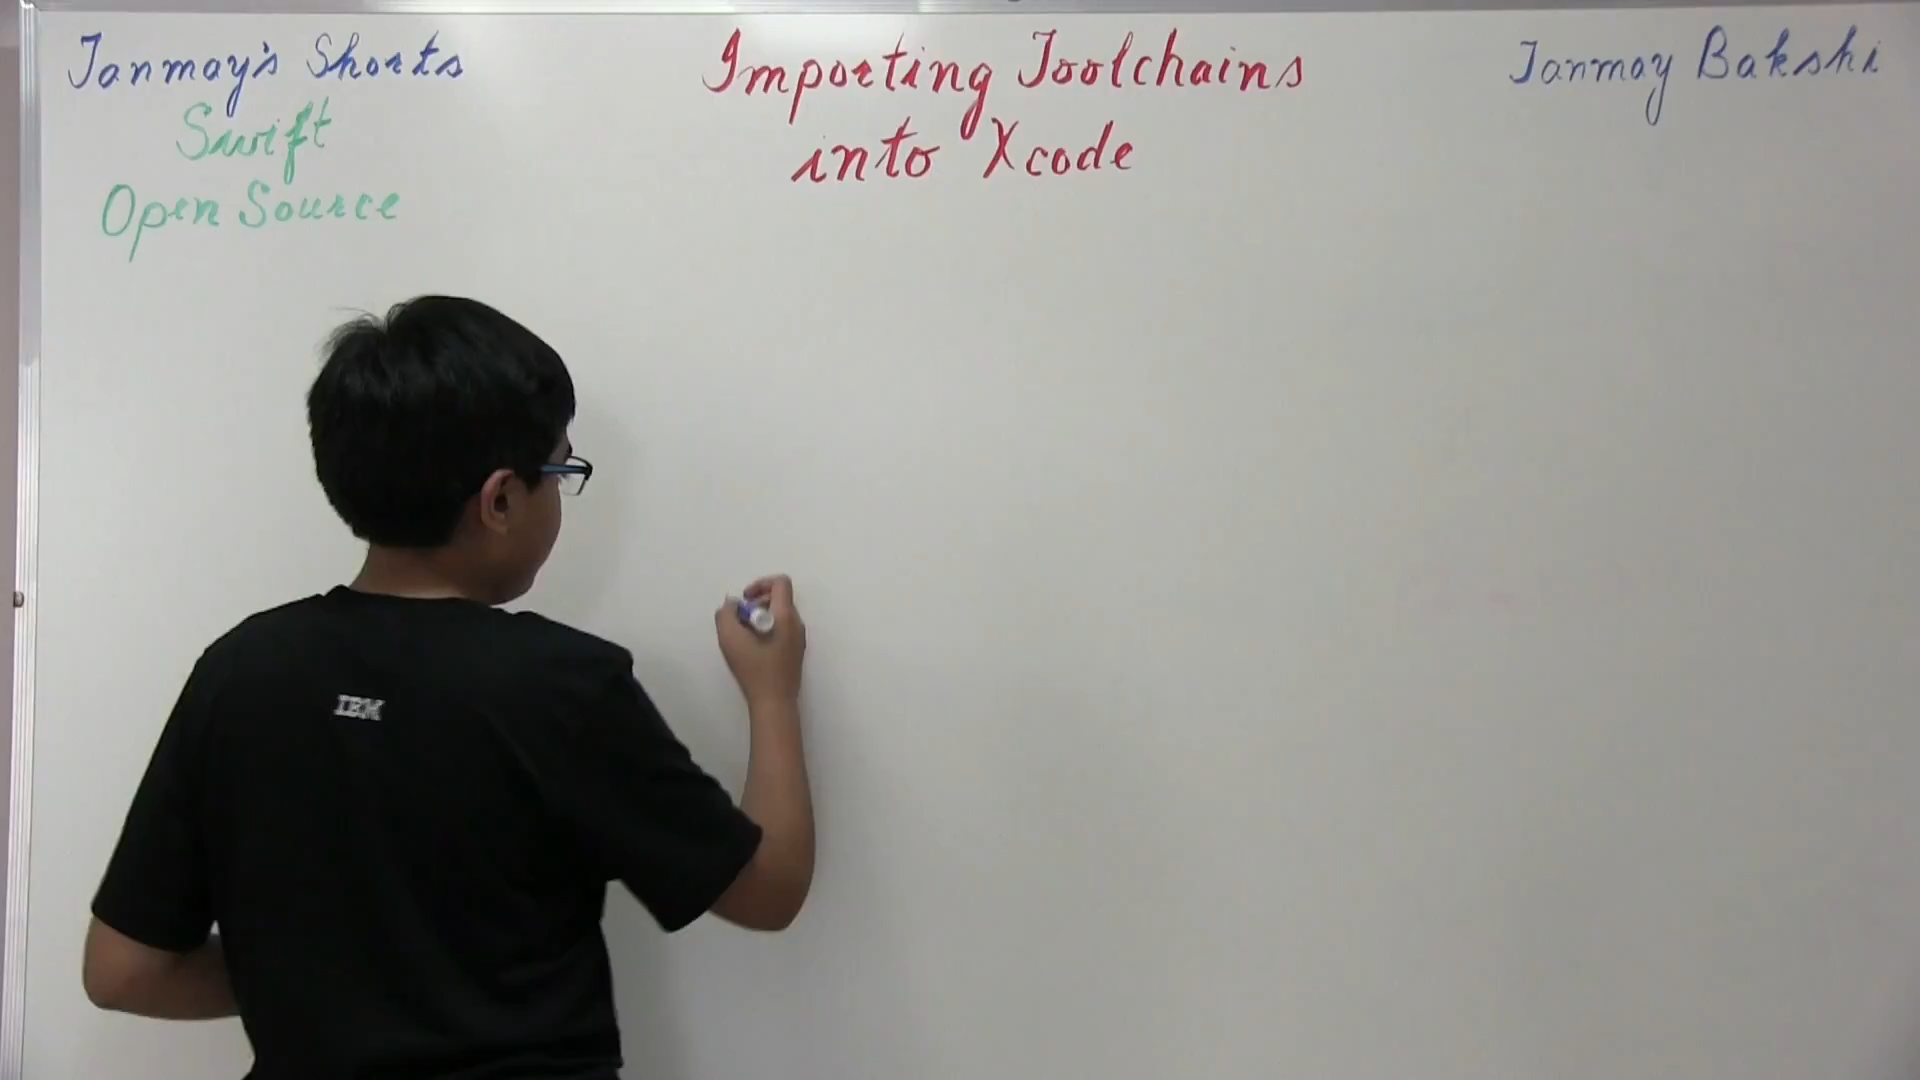 Tanmay's Shorts
Swift
Open Source
Importing Toolchains
into Xcode
Tanmay Bakshi
IBM